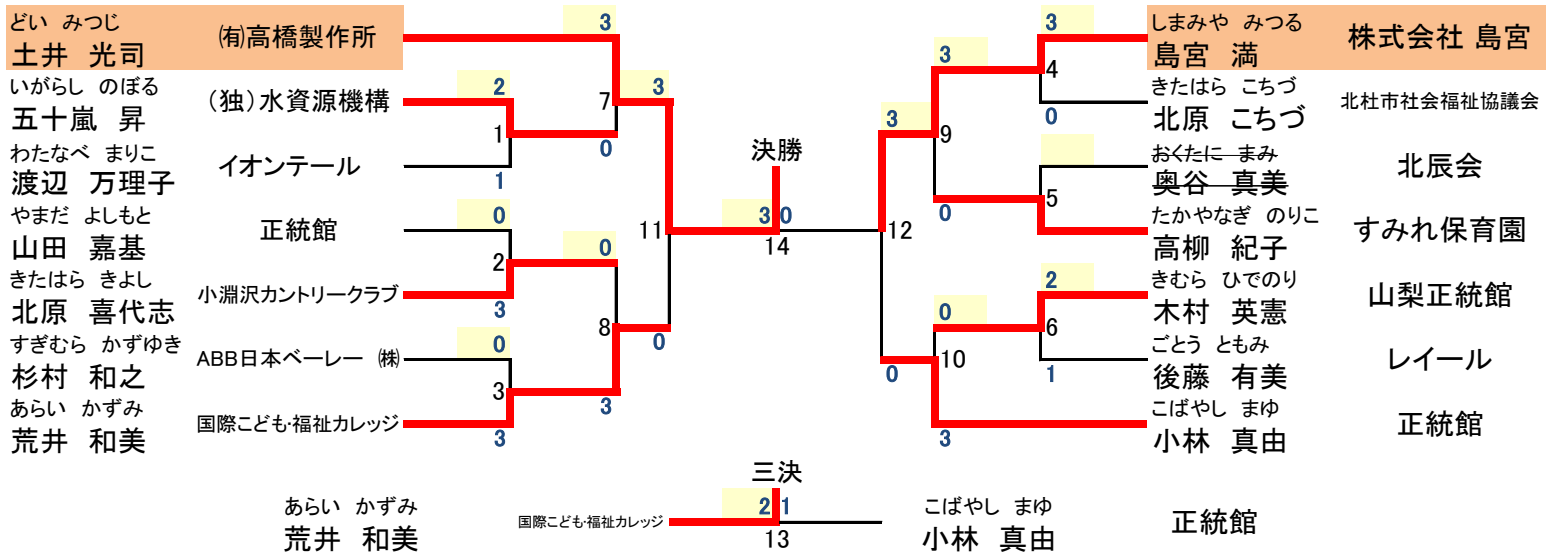 どい みつじ
土井 光司
㈲高橋製作所
3
いがらし のぼる
五十嵐 昇
（独）水資源機構
2
1
7
3
0
わたなべ まりこ
渡辺 万理子
イオンテール
1
やまだ よしもと
山田 嘉基
正統館
0
2
0
11
きたはら きよし
北原 喜代志
小淵沢カントリークラブ
3
8
0
すぎむら かずゆき
杉村 和之
ABB日本ベーレー ㈱
0
3
3
あらい かずみ
荒井 和美
国際こども・福祉カレッジ
3
決勝
3 0
14
3
しまみや みつる
島宮 満
株式会社 島宮
3
4
きたはら こちづ
北原 こちづ
北杜市社会福祉協議会
0
3
9
おくたに まみ
奥谷 真美
北辰会
5
0
12
たかやなぎ のりこ
高柳 紀子
すみれ保育園
きむら ひでのり
木村 英憲
山梨正統館
2
0
6
ごとう ともみ
後藤 有美
レイール
1
10
0
こばやし まゆ
小林 真由
正統館
3
三決
あらい かずみ
荒井 和美
国際こども・福祉カレッジ
2 1
13
こばやし まゆ
小林 真由
正統館